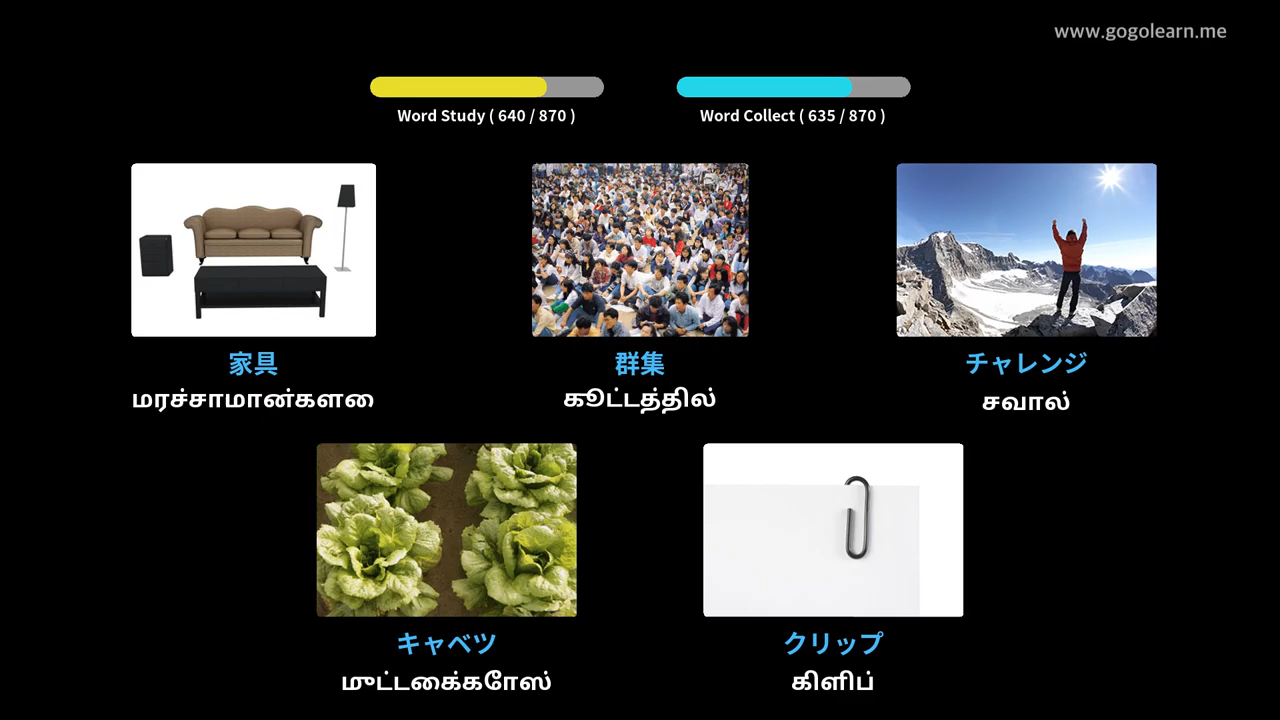 www.gogolearn.me
Word Study ( 640 / 870 )
Word Collect ( 635 / 870 )
家具
மரச்சாமான்களை
群集
கூட்டத்தில்
チャレンジ
சவால்
キャベツ
முட்டைக்கோஸ்
クリップ
கிளிப்